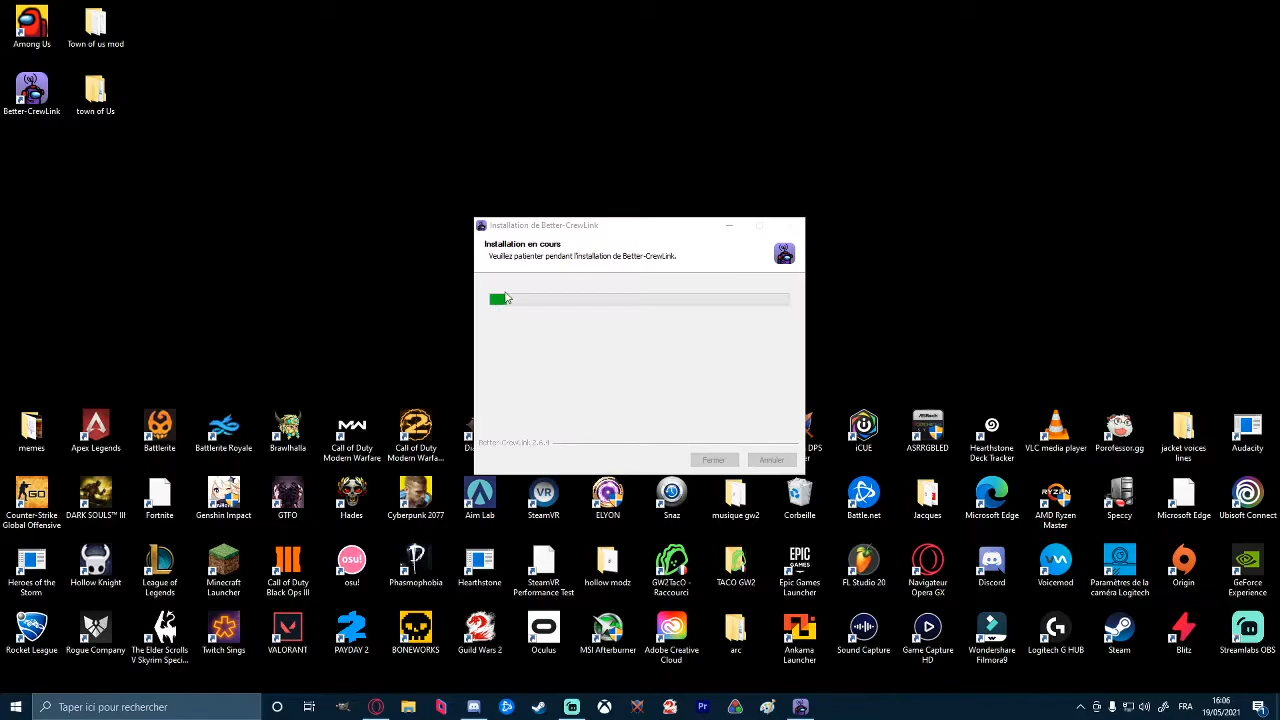 Among Us
Town of us mod
Better-CrewLink
town of Us
Installation de Better-CrewLink
Installation en cours
Veuillez patienter pendant l'installation de Better-CrewLink.
Better-CrewLink 2.6.4
Fermer
Annuler
memes
Apex Legends
Battlerite
Battlerite Royale
Brawlhalla
Call of Duty
Modern Warfare
Call of Duty
Modern Warfa...
DPS
iCUE
ASRRGBLED
Hearthstone
Deck Tracker
VLC media player
Porofessor.gg
jacket voices
lines
Audacity
Counter-Strike
Global Offensive
DARK SOULS™ III
Fortnite
Genshin Impact
GTFO
Hades
Cyberpunk 2077
Aim Lab
SteamVR
ELYON
Snaz
musique gw2
Corbeille
Battle.net
Jacques
Microsoft Edge
AMD Ryzen
Master
Speccy
Microsoft Edge
Ubisoft Connect
Heroes of the
Storm
Hollow Knight
League of
Legends
Minecraft
Launcher
Call of Duty
Black Ops III
osu!
Phasmophobia
Hearthstone
SteamVR
Performance Test
hollow modz
GW2TacO -
Raccourci
TACO GW2
Epic Games
Launcher
FL Studio 20
Navigateur
Opera GX
Discord
Voicemod
Paramètres de la
caméra Logitech
Origin
GeForce
Experience
Rocket League
Rogue Company
The Elder Scrolls
V Skyrim Speci...
Twitch Sings
VALORANT
PAYDAY 2
BONEWORKS
Guild Wars 2
Oculus
MSI Afterburner
Adobe Creative
Cloud
arc
Ankama
Launcher
Sound Capture
Game Capture
HD
Wondershare
Filmora9
Logitech G HUB
Steam
Blitz
Streamlabs OBS
Taper ici pour rechercher
FRA
16:06
19/05/2021